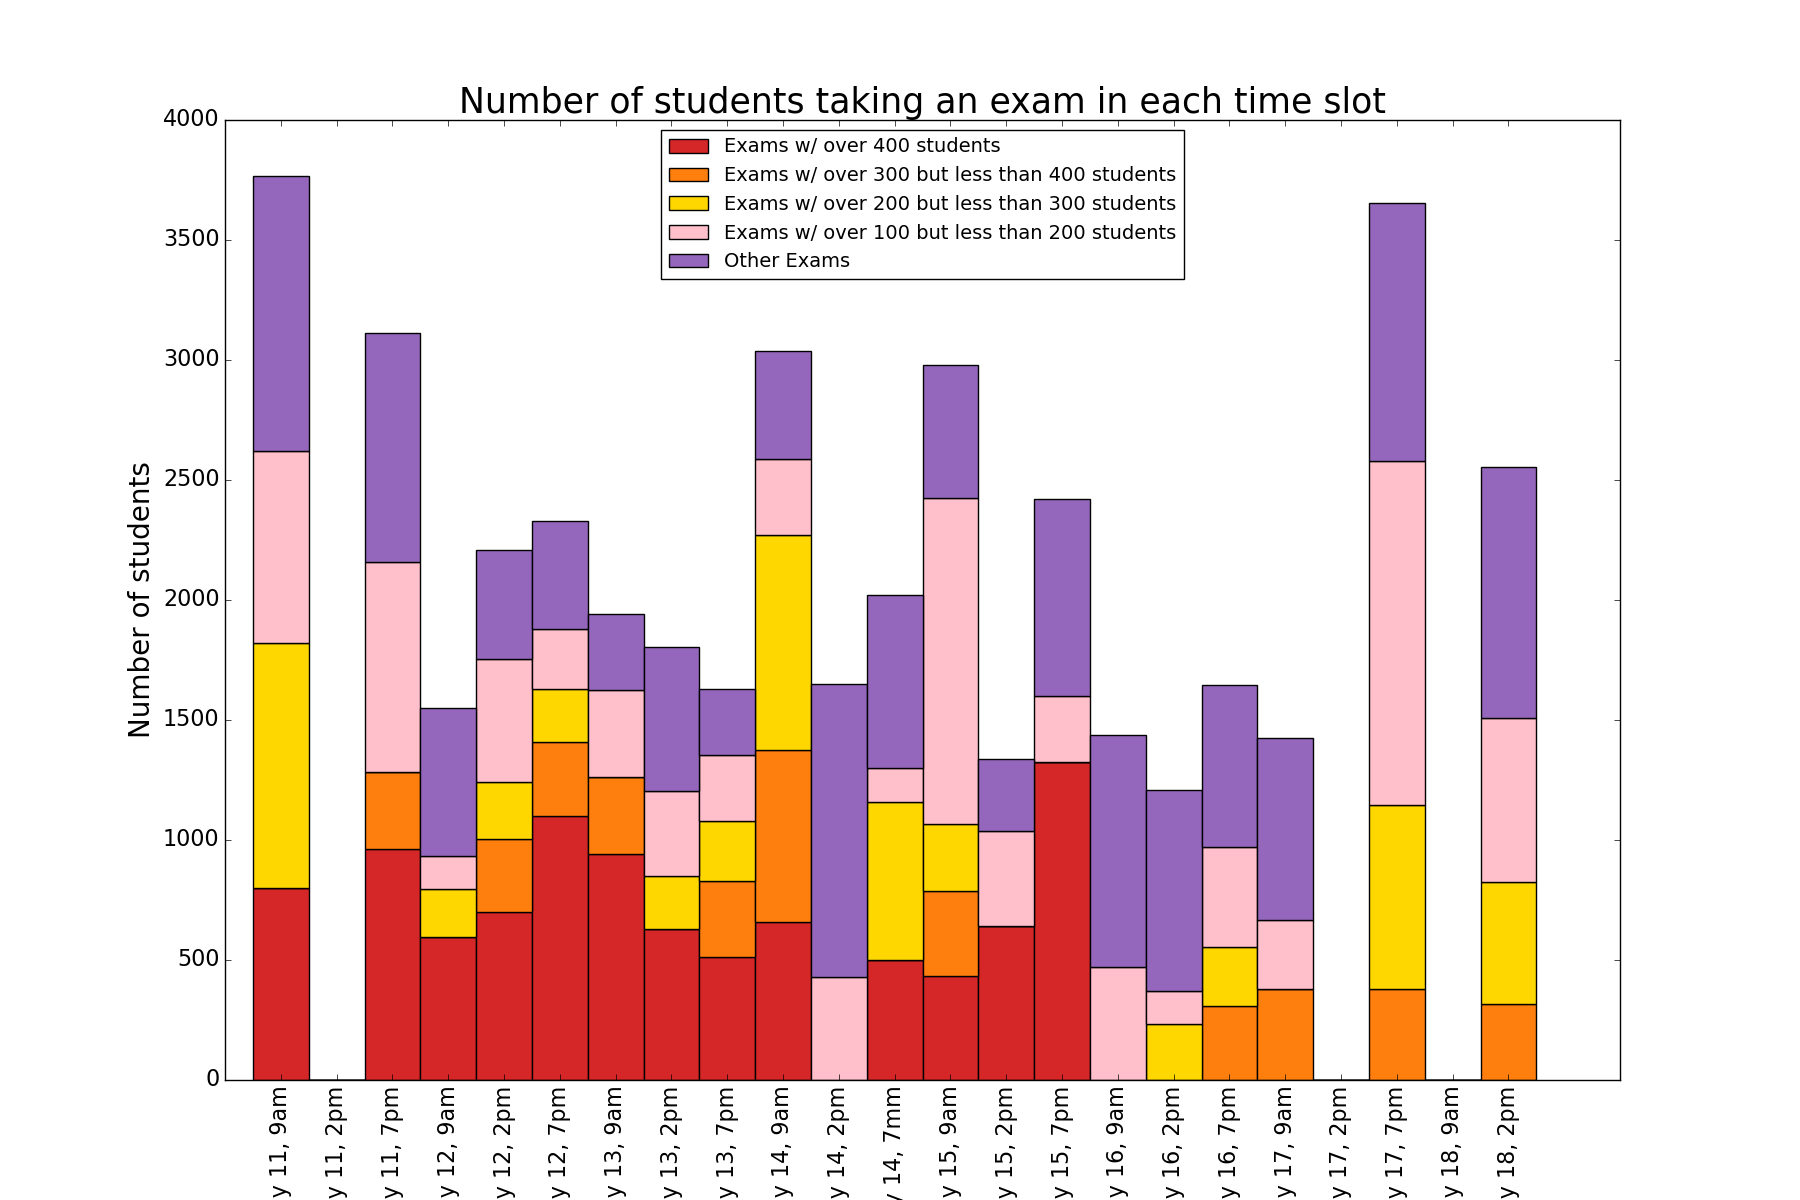 Number of students taking an exam in each time slot
Exams w/ over 400 students
Exams w/ over 300 but less than 400 students
Exams w/ over 200 but less than 300 students
Exams w/ over 100 but less than 200 students
Other Exams
Number of students
4000
3500
3000
2500
2000
1500
1000
500
0
y 11, 9am
y 11, 2pm
y 11, 7pm
y 12, 9am
y 12, 2pm
y 12, 7pm
y 13, 9am
y 13, 2pm
y 13, 7pm
y 14, 9am
y 14, 2pm
y 14, 7mm
y 15, 9am
y 15, 2pm
y 15, 7pm
y 16, 9am
y 16, 2pm
y 16, 7pm
y 17, 9am
y 17, 2pm
y 17, 7pm
y 18, 9am
y 18, 2pm